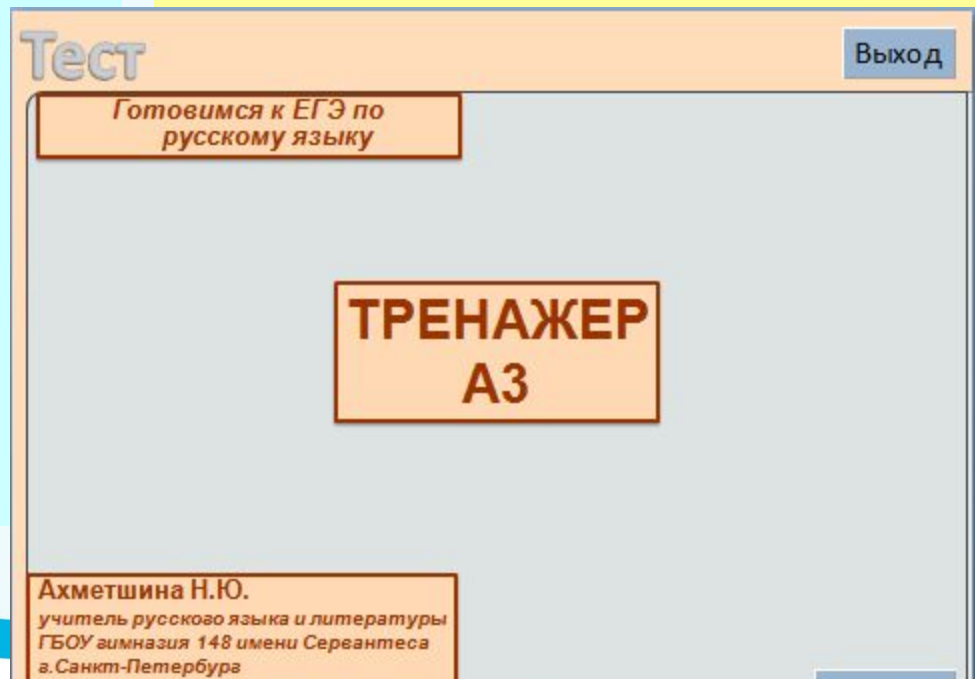 Тест
Выход
Готовимся к ЕГЭ по
русскому языку
ТРЕНАЖЕР
А3
Ахметшина Н.Ю.
учитель русского языка и литературы
ГБОУ гимназия 148 имени Сервантеса
г.Санкт-Петербург